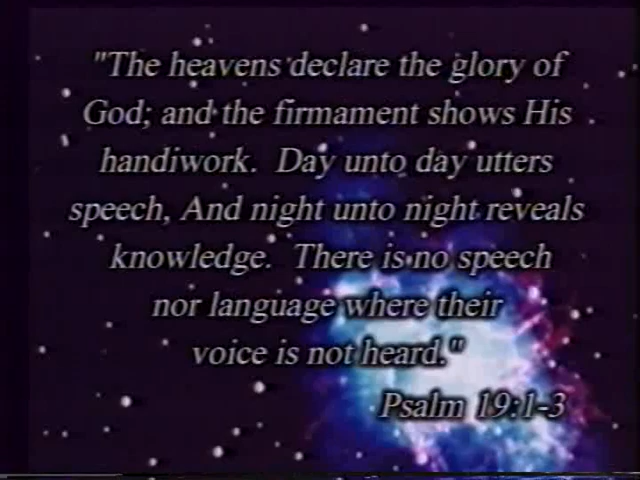 "The heavens declare the glory of
God; and the firmament shows His
handiwork. Day unto day utters
speech, And night unto night reveals
knowledge. There is no speech
nor language where their
voice is not heard."
Psalm 19:1-3